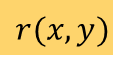 r(x, y)